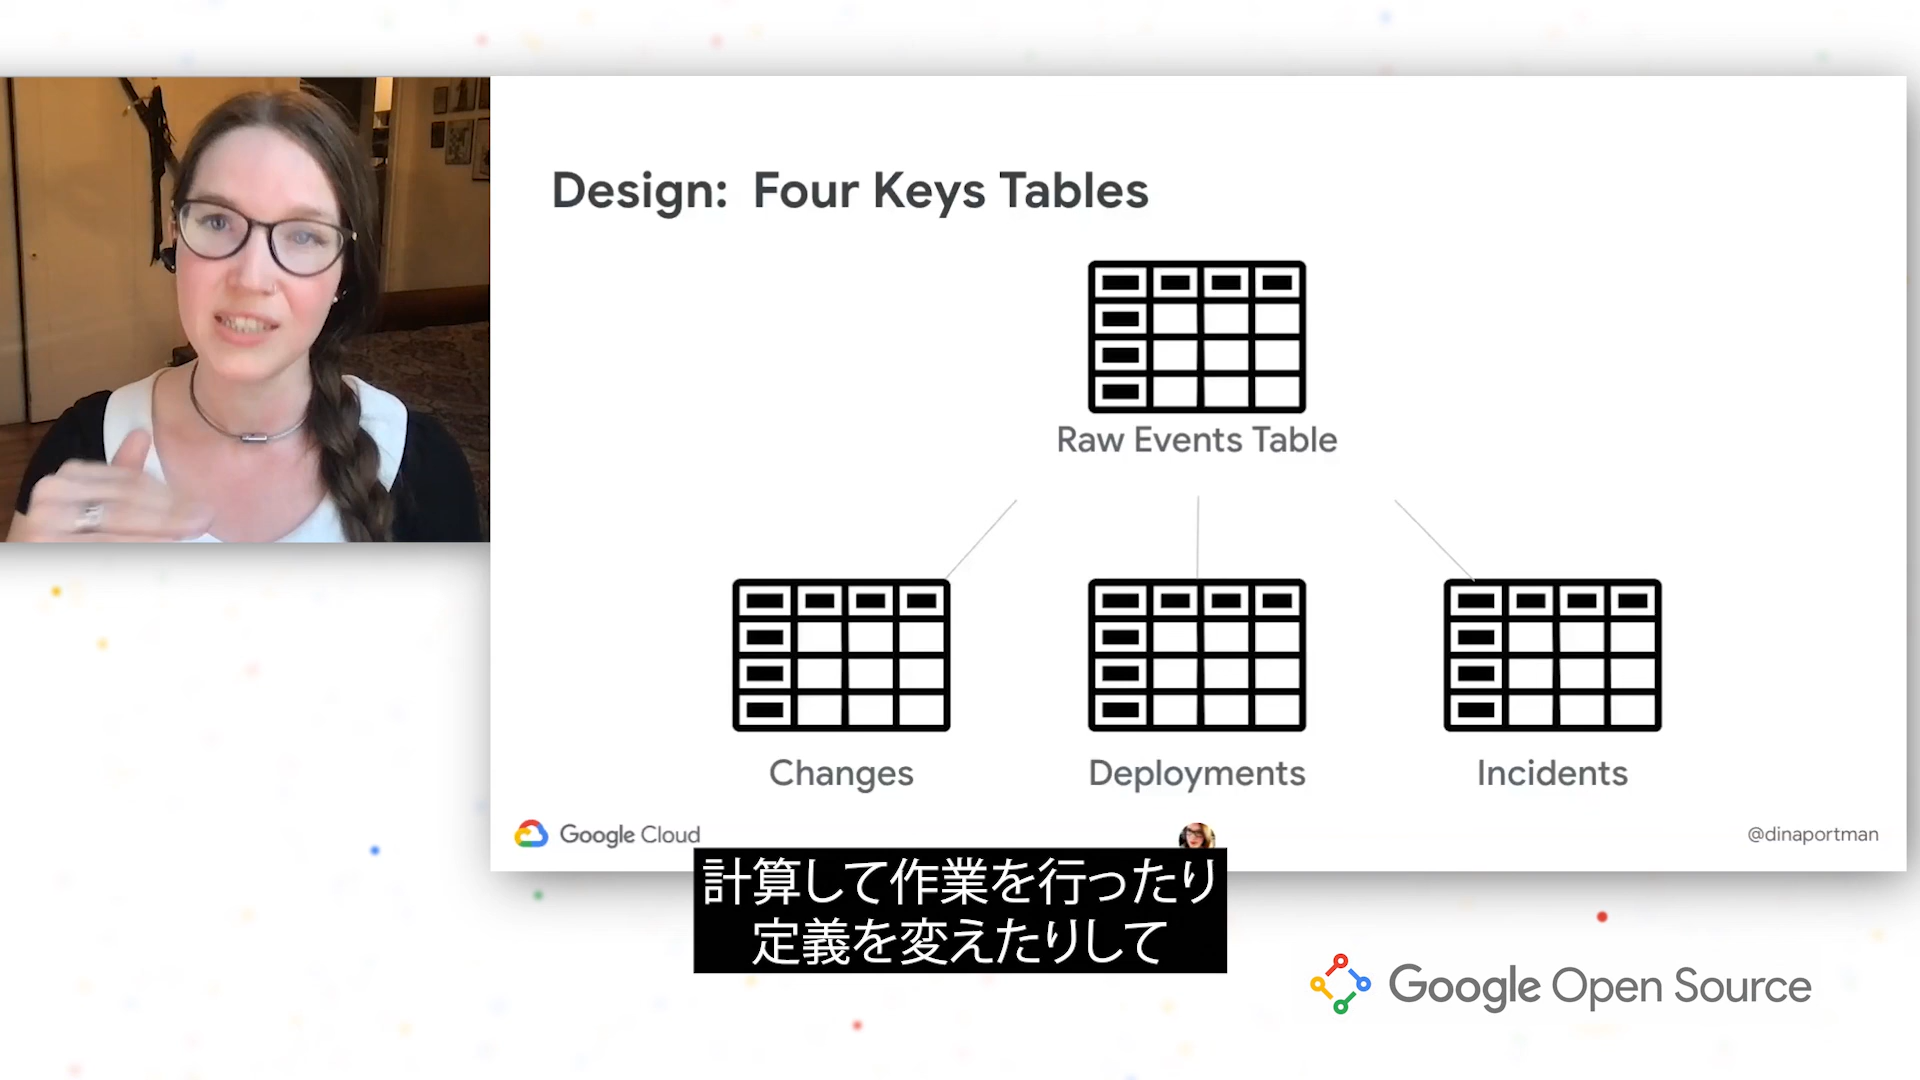 Design: Four Keys Tables
Raw Events Table
Changes
Deployments
Incidents
Google Cloud
@dinaportman
計算して作業を行ったり
定義を変えたりして
Google Open Source